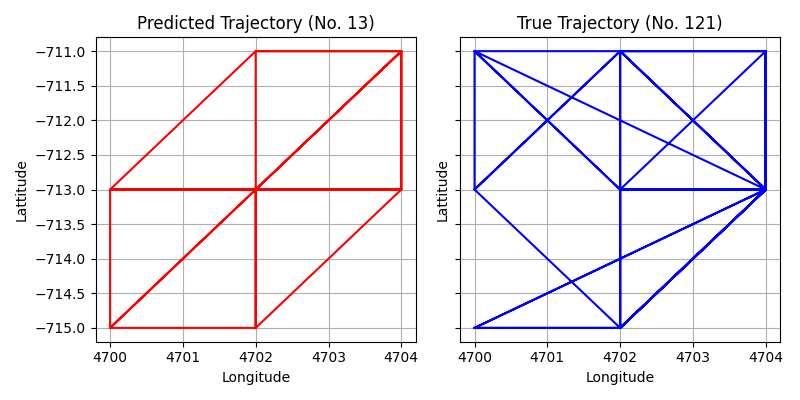 Predicted Trajectory (No. 13)
True Trajectory (No. 121)
−711.0
−711.5
−712.0
−712.5
−713.0
−713.5
−714.0
−714.5
−715.0
Lattitude
Lattitude
4700 4701 4702 4703 4704
4700 4701 4702 4703 4704
Longitude
Longitude